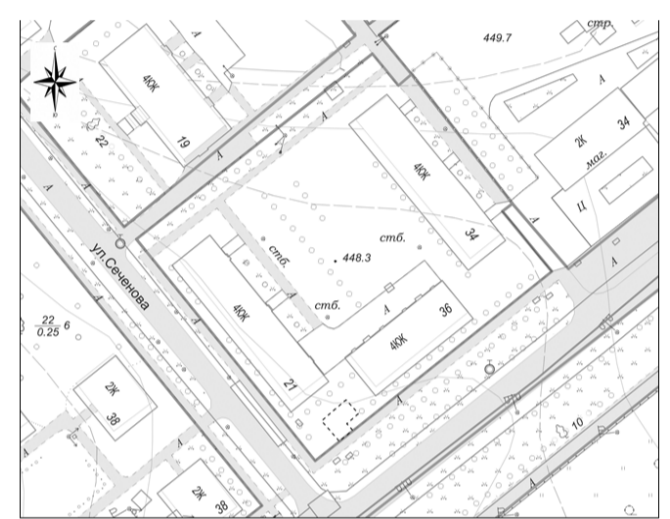 стр.
449.7
А
4КЖ
19
22
А
А
А
А
А
34
2К
маг.
Ц
4КЖ
34
А
А
ул.Сеченова
стб.
стб.
448.3
стб.
4КЖ
А
А
36
4КЖ
21
А
А
22
0.25
6
2Ж
38
А
А
10
А
2Ж
38